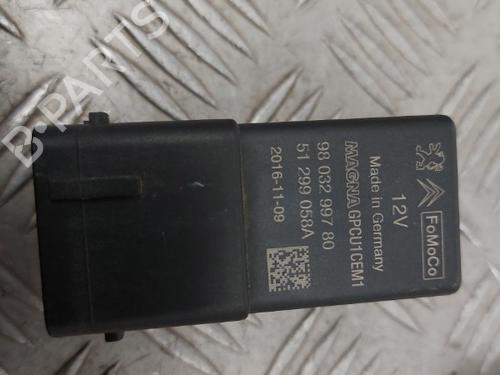 FoMoCo
12V
Made in Germany
MAGNA GPCU1CEM1
98 032 997 80
51 299 058A
2016-11-09
B-PARTS